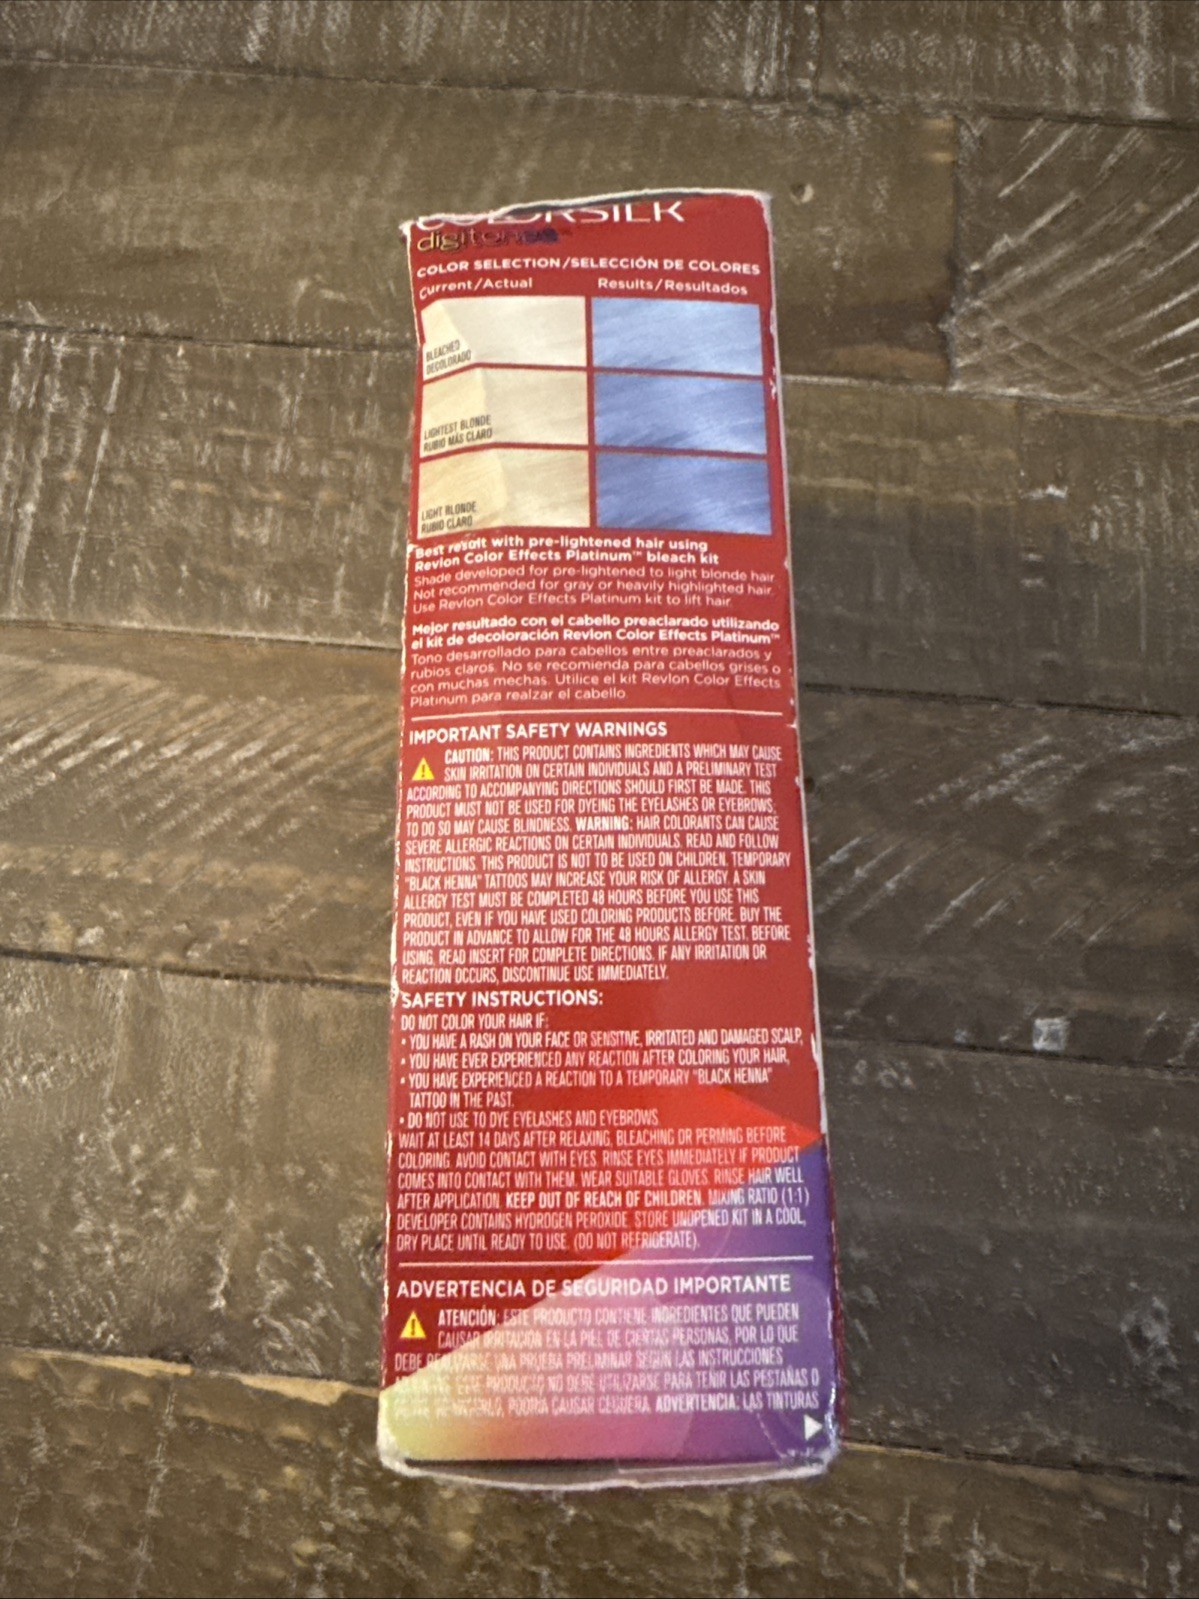 COLORSILK
digitones
COLOR SELECTION/SELECCIÓN DE COLORES
Current/Actual Results/Resultados
BLEACHED
DECOLORADO
LIGHTEST BLONDE
RUBIO MÁS CLARO
LIGHT BLONDE
RUBIO CLARO
Best result with pre-lightened hair using
Revlon Color Effects Platinum™ bleach kit
Shade developed for pre-lightened to light blonde hair
Not recommended for gray or heavily highlighted hair.
Use Revlon Color Effects Platinum kit to lift hair.
Mejor resultado con el cabello preaclarado utilizando
el kit de decoloración Revlon Color Effects Platinum™
Tono desarrollado para cabellos entre preaclarados y
rubios claros. No se recomienda para cabellos grises o
con muchas mechas. Utilice el kit Revlon Color Effects
Platinum para realzar el cabello.
IMPORTANT SAFETY WARNINGS
CAUTION: THIS PRODUCT CONTAINS INGREDIENTS WHICH MAY CAUSE
SKIN IRRITATION ON CERTAIN INDIVIDUALS AND A PRELIMINARY TEST
ACCORDING TO ACCOMPANYING DIRECTIONS SHOULD FIRST BE MADE. THIS
PRODUCT MUST NOT BE USED FOR DYEING THE EYELASHES OR EYEBROWS;
TO DO SO MAY CAUSE BLINDNESS. WARNING: HAIR COLORANTS CAN CAUSE
SEVERE ALLERGIC REACTIONS ON CERTAIN INDIVIDUALS. READ AND FOLLOW
INSTRUCTIONS. THIS PRODUCT IS NOT TO BE USED ON CHILDREN. TEMPORARY
"BLACK HENNA" TATTOOS MAY INCREASE YOUR RISK OF ALLERGY. A SKIN
ALLERGY TEST MUST BE COMPLETED 48 HOURS BEFORE YOU USE THIS
PRODUCT, EVEN IF YOU HAVE USED COLORING PRODUCTS BEFORE. BUY THE
PRODUCT IN ADVANCE TO ALLOW FOR THE 48 HOURS ALLERGY TEST. BEFORE
USING, READ INSERT FOR COMPLETE DIRECTIONS. IF ANY IRRITATION OR
REACTION OCCURS, DISCONTINUE USE IMMEDIATELY.
SAFETY INSTRUCTIONS:
DO NOT COLOR YOUR HAIR IF:
• YOU HAVE A RASH ON YOUR FACE OR SENSITIVE, IRRITATED AND DAMAGED SCALP,
• YOU HAVE EVER EXPERIENCED ANY REACTION AFTER COLORING YOUR HAIR,
• YOU HAVE EXPERIENCED A REACTION TO A TEMPORARY "BLACK HENNA"
TATTOO IN THE PAST.
• DO NOT USE TO DYE EYELASHES AND EYEBROWS.
WAIT AT LEAST 14 DAYS AFTER RELAXING, BLEACHING OR PERMING BEFORE
COLORING. AVOID CONTACT WITH EYES. RINSE EYES IMMEDIATELY IF PRODUCT
COMES INTO CONTACT WITH THEM. WEAR SUITABLE GLOVES. RINSE HAIR WELL
AFTER APPLICATION. KEEP OUT OF REACH OF CHILDREN. MIXING RATIO (1:1)
DEVELOPER CONTAINS HYDROGEN PEROXIDE. STORE UNOPENED KIT IN A COOL,
DRY PLACE UNTIL READY TO USE. (DO NOT REFRIGERATE).
ADVERTENCIA DE SEGURIDAD IMPORTANTE
ATENCIÓN: ESTE PRODUCTO CONTIENE INGREDIENTES QUE PUEDEN
CAUSAR IRRITACIÓN EN LA PIEL DE CIERTAS PERSONAS, POR LO QUE
DEBE REALIZARSE UNA PRUEBA PRELIMINAR SEGÚN LAS INSTRUCCIONES
ESTE PRODUCTO NO DEBE UTILIZARSE PARA TEÑIR LAS PESTAÑAS O
PODRÍA CAUSAR CEGUERA. ADVERTENCIA: LAS TINTURAS